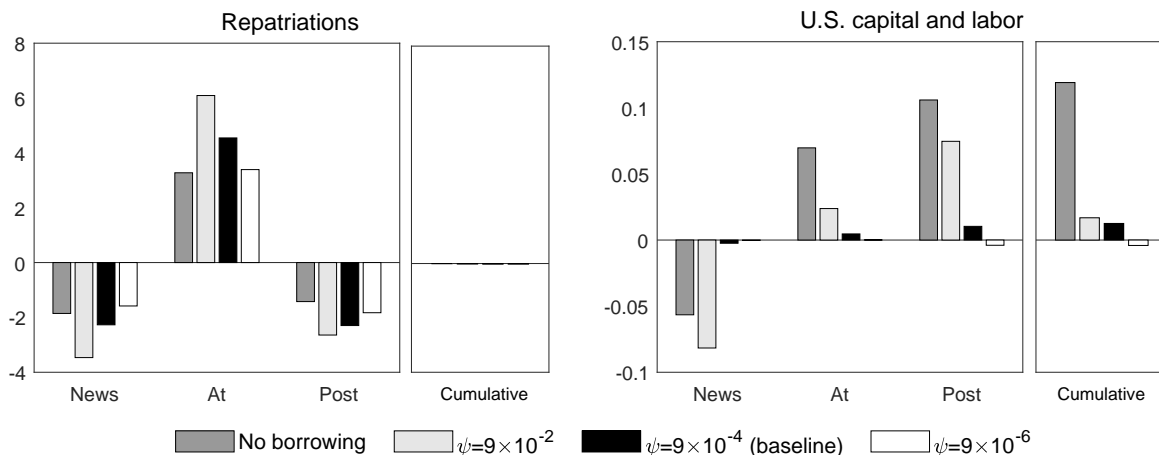 Repatriations
8
6
4
2
0
-2
-4
News At Post
Cumulative
U.S. capital and labor
0.15
0.1
0.05
0
-0.05
-0.1
News At Post
Cumulative
No borrowing ψ=9×10⁻² ψ=9×10⁻⁴ (baseline) ψ=9×10⁻⁶